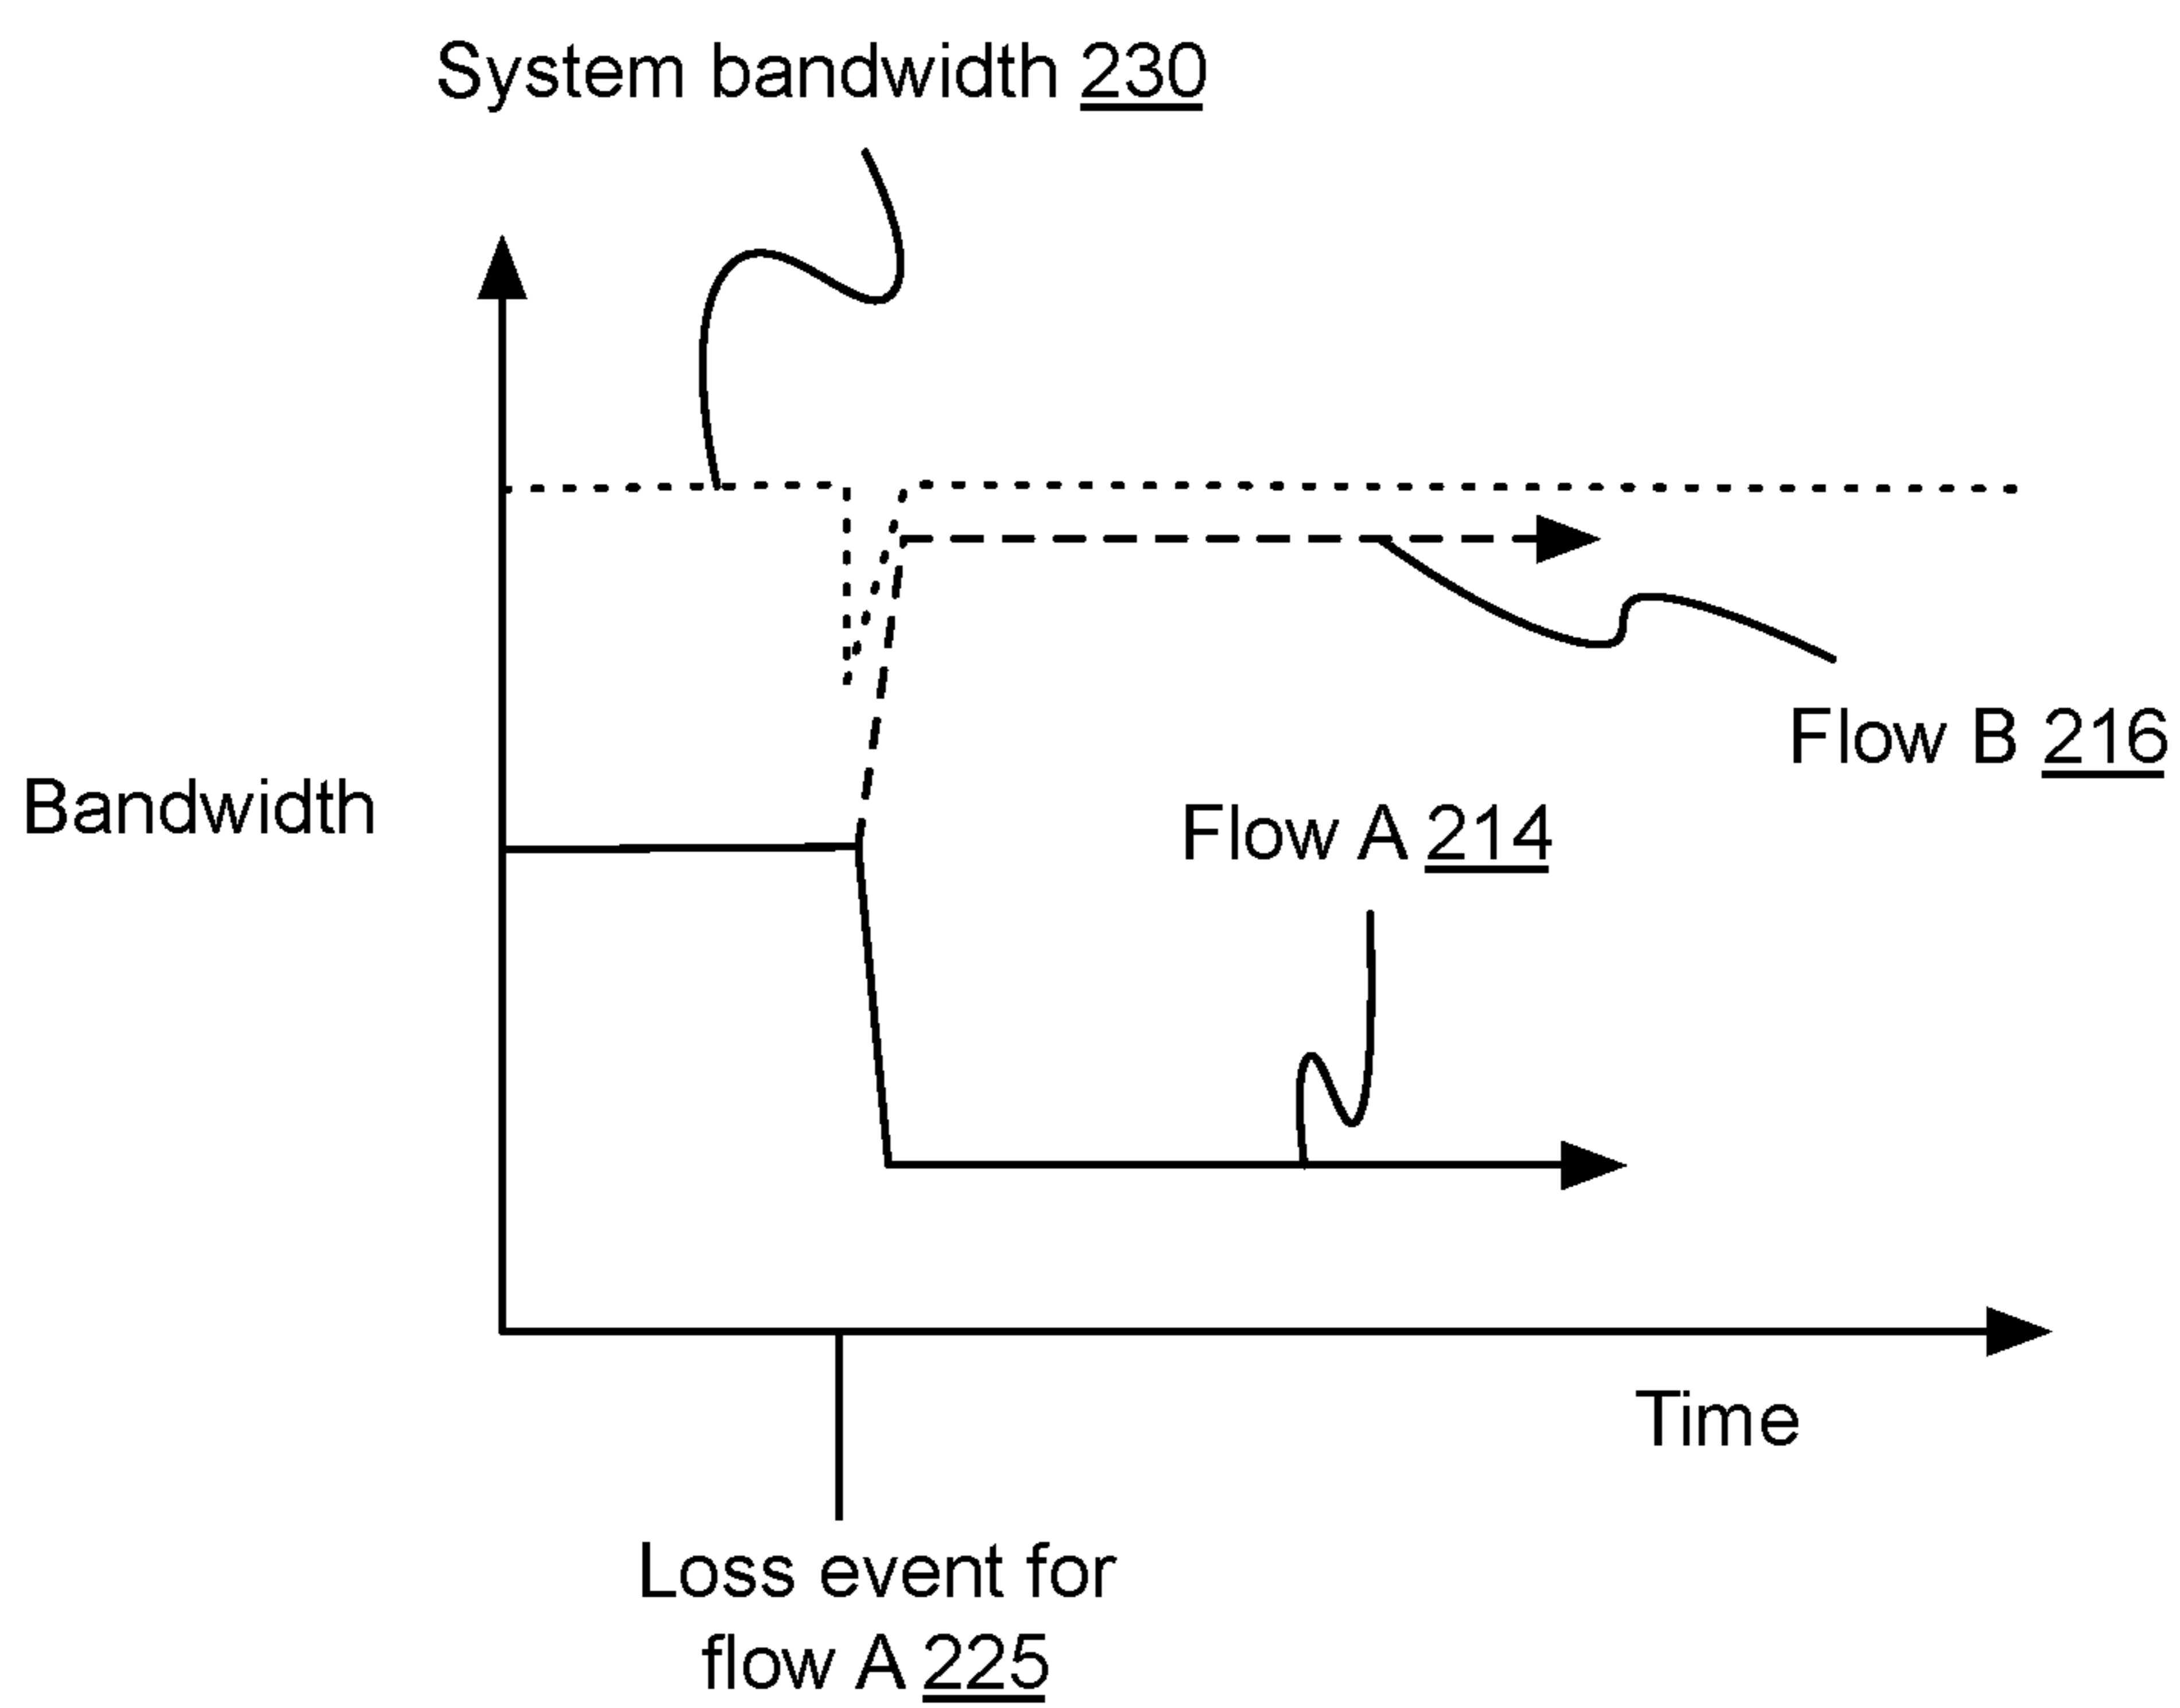 System bandwidth 230
Bandwidth
Flow B 216
Flow A 214
Time
Loss event for
flow A 225